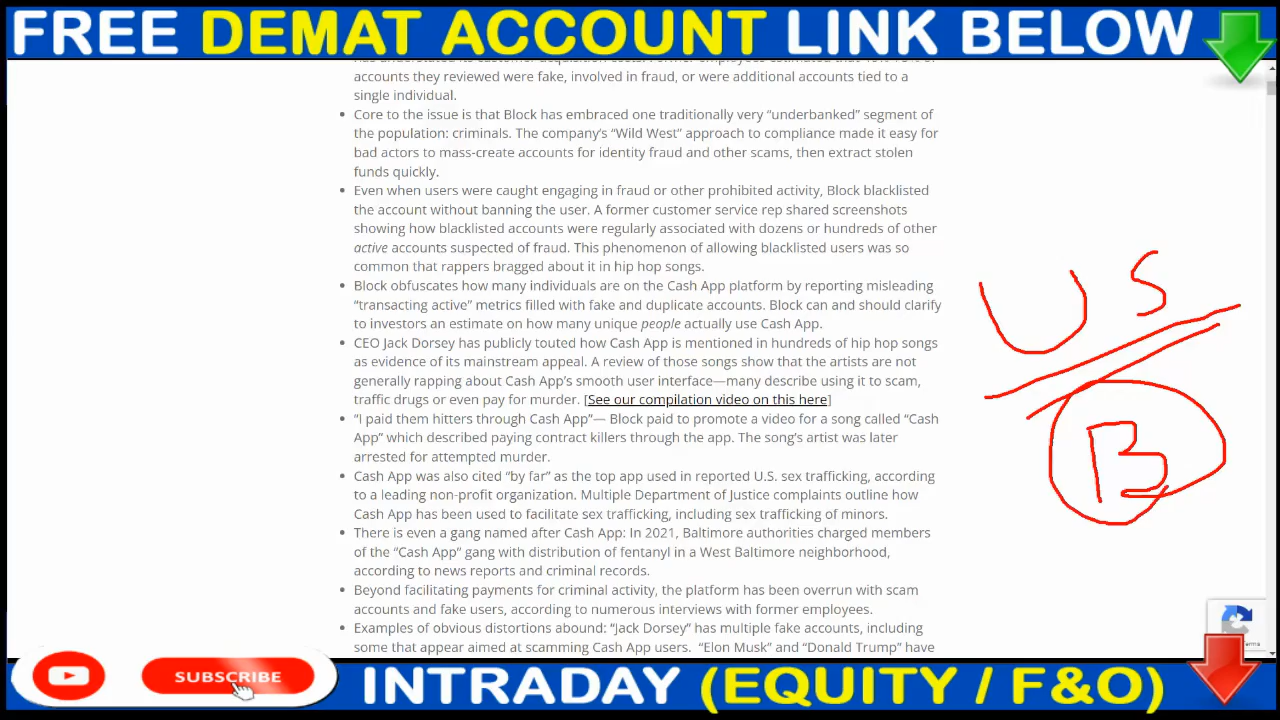 FREE DEMAT ACCOUNT LINK BELOW
accounts they reviewed were fake, involved in fraud, or were additional accounts tied to a
single individual.
• Core to the issue is that Block has embraced one traditionally very “underbanked” segment of
the population: criminals. The company’s “Wild West” approach to compliance made it easy for
bad actors to mass-create accounts for identity fraud and other scams, then extract stolen
funds quickly.
• Even when users were caught engaging in fraud or other prohibited activity, Block blacklisted
the account without banning the user. A former customer service rep shared screenshots
showing how blacklisted accounts were regularly associated with dozens or hundreds of other
active accounts suspected of fraud. This phenomenon of allowing blacklisted users was so
common that rappers bragged about it in hip hop songs.
• Block obfuscates how many individuals are on the Cash App platform by reporting misleading
“transacting active” metrics filled with fake and duplicate accounts. Block can and should clarify
to investors an estimate on how many unique people actually use Cash App.
• CEO Jack Dorsey has publicly touted how Cash App is mentioned in hundreds of hip hop songs
as evidence of its mainstream appeal. A review of those songs show that the artists are not
generally rapping about Cash App’s smooth user interface—many describe using it to scam,
traffic drugs or even pay for murder. [See our compilation video on this here]
• “I paid them hitters through Cash App”— Block paid to promote a video for a song called “Cash
App” which described paying contract killers through the app. The song’s artist was later
arrested for attempted murder.
• Cash App was also cited “by far” as the top app used in reported U.S. sex trafficking, according
to a leading non-profit organization. Multiple Department of Justice complaints outline how
Cash App has been used to facilitate sex trafficking, including sex trafficking of minors.
• There is even a gang named after Cash App: In 2021, Baltimore authorities charged members
of the “Cash App” gang with distribution of fentanyl in a West Baltimore neighborhood,
according to news reports and criminal records.
• Beyond facilitating payments for criminal activity, the platform has been overrun with scam
accounts and fake users, according to numerous interviews with former employees.
• Examples of obvious distortions abound: “Jack Dorsey” has multiple fake accounts, including
some that appear aimed at scamming Cash App users. “Elon Musk” and “Donald Trump” have
US
B
SUBSCRIBE
INTRADAY (EQUITY / F&O)